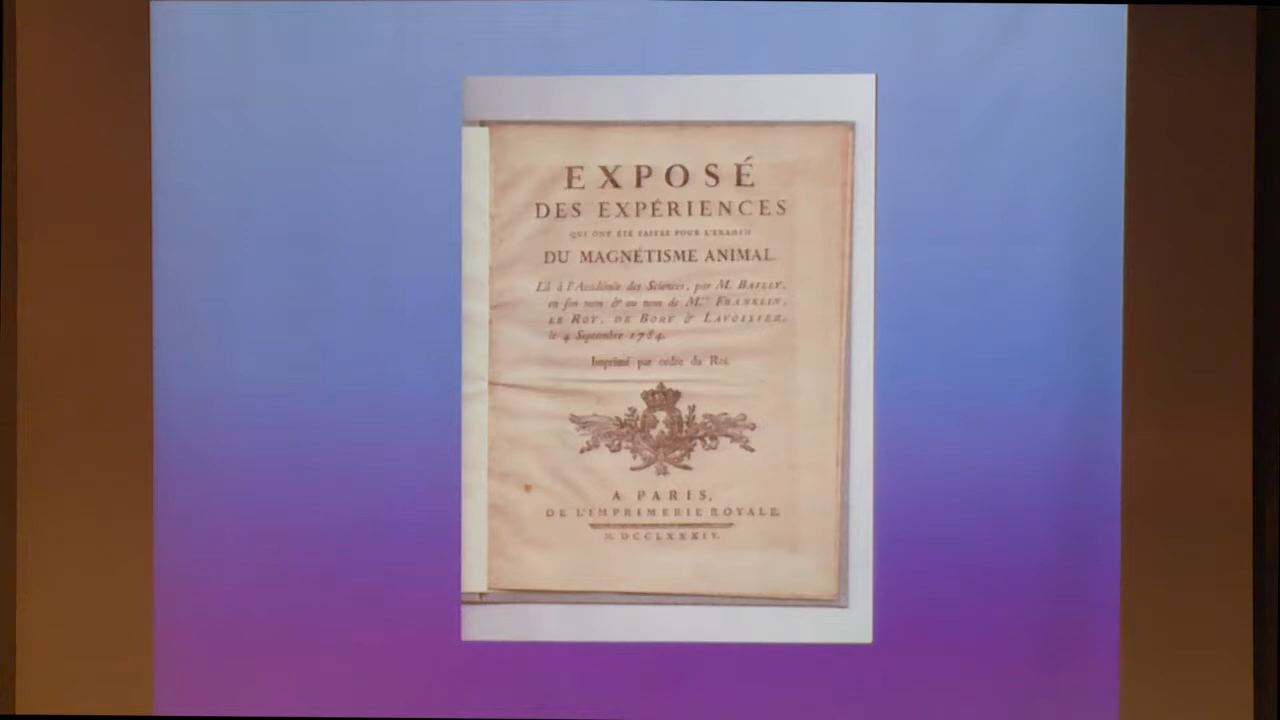 EXPOSÉ
DES EXPÉRIENCES
QUI ONT ÉTÉ FAITES POUR L'EXAMEN
DU MAGNÉTISME ANIMAL.
Lû à l'Académie des Sciences, par M. BAILLY,
en son nom & au nom de M.rs FRANKLIN,
LE ROY, DE BORY & LAVOISIER,
le 4 Septembre 1784.
Imprimé par ordre du Roi.
A PARIS,
DE L'IMPRIMERIE ROYALE.
M. DCCLXXXIV.